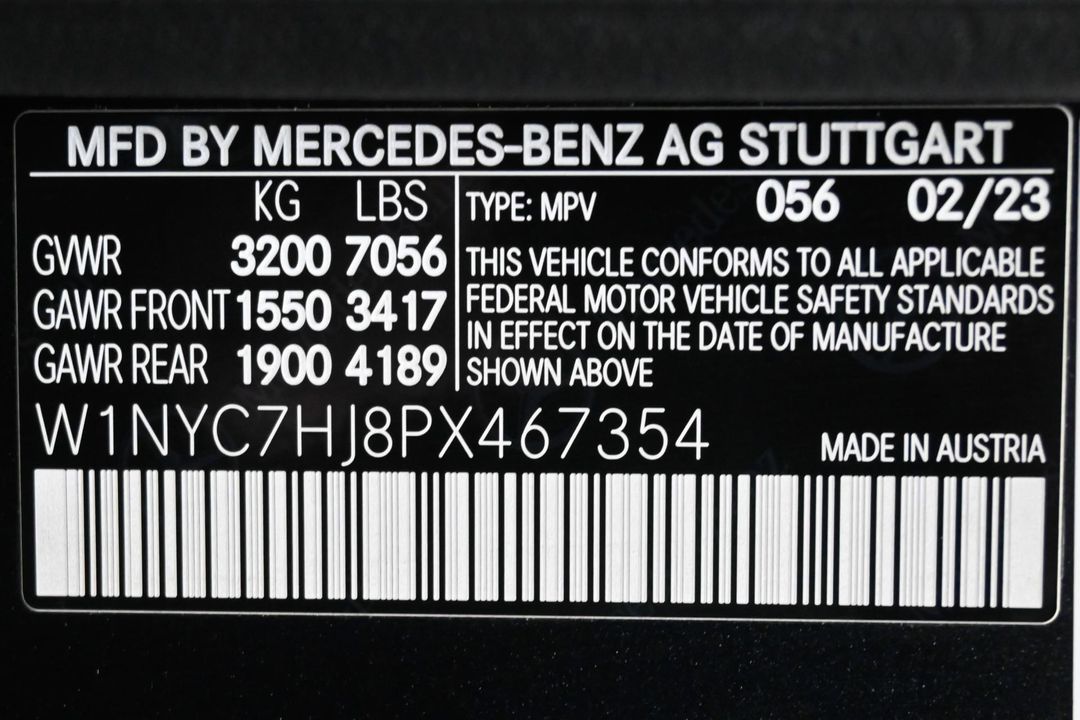 MFD BY MERCEDES-BENZ AG STUTTGART
KG LBS
GVWR 3200 7056
GAWR FRONT 1550 3417
GAWR REAR 1900 4189
TYPE: MPV 056 02/23
THIS VEHICLE CONFORMS TO ALL APPLICABLE
FEDERAL MOTOR VEHICLE SAFETY STANDARDS
IN EFFECT ON THE DATE OF MANUFACTURE
SHOWN ABOVE
W1NYC7HJ8PX467354
MADE IN AUSTRIA